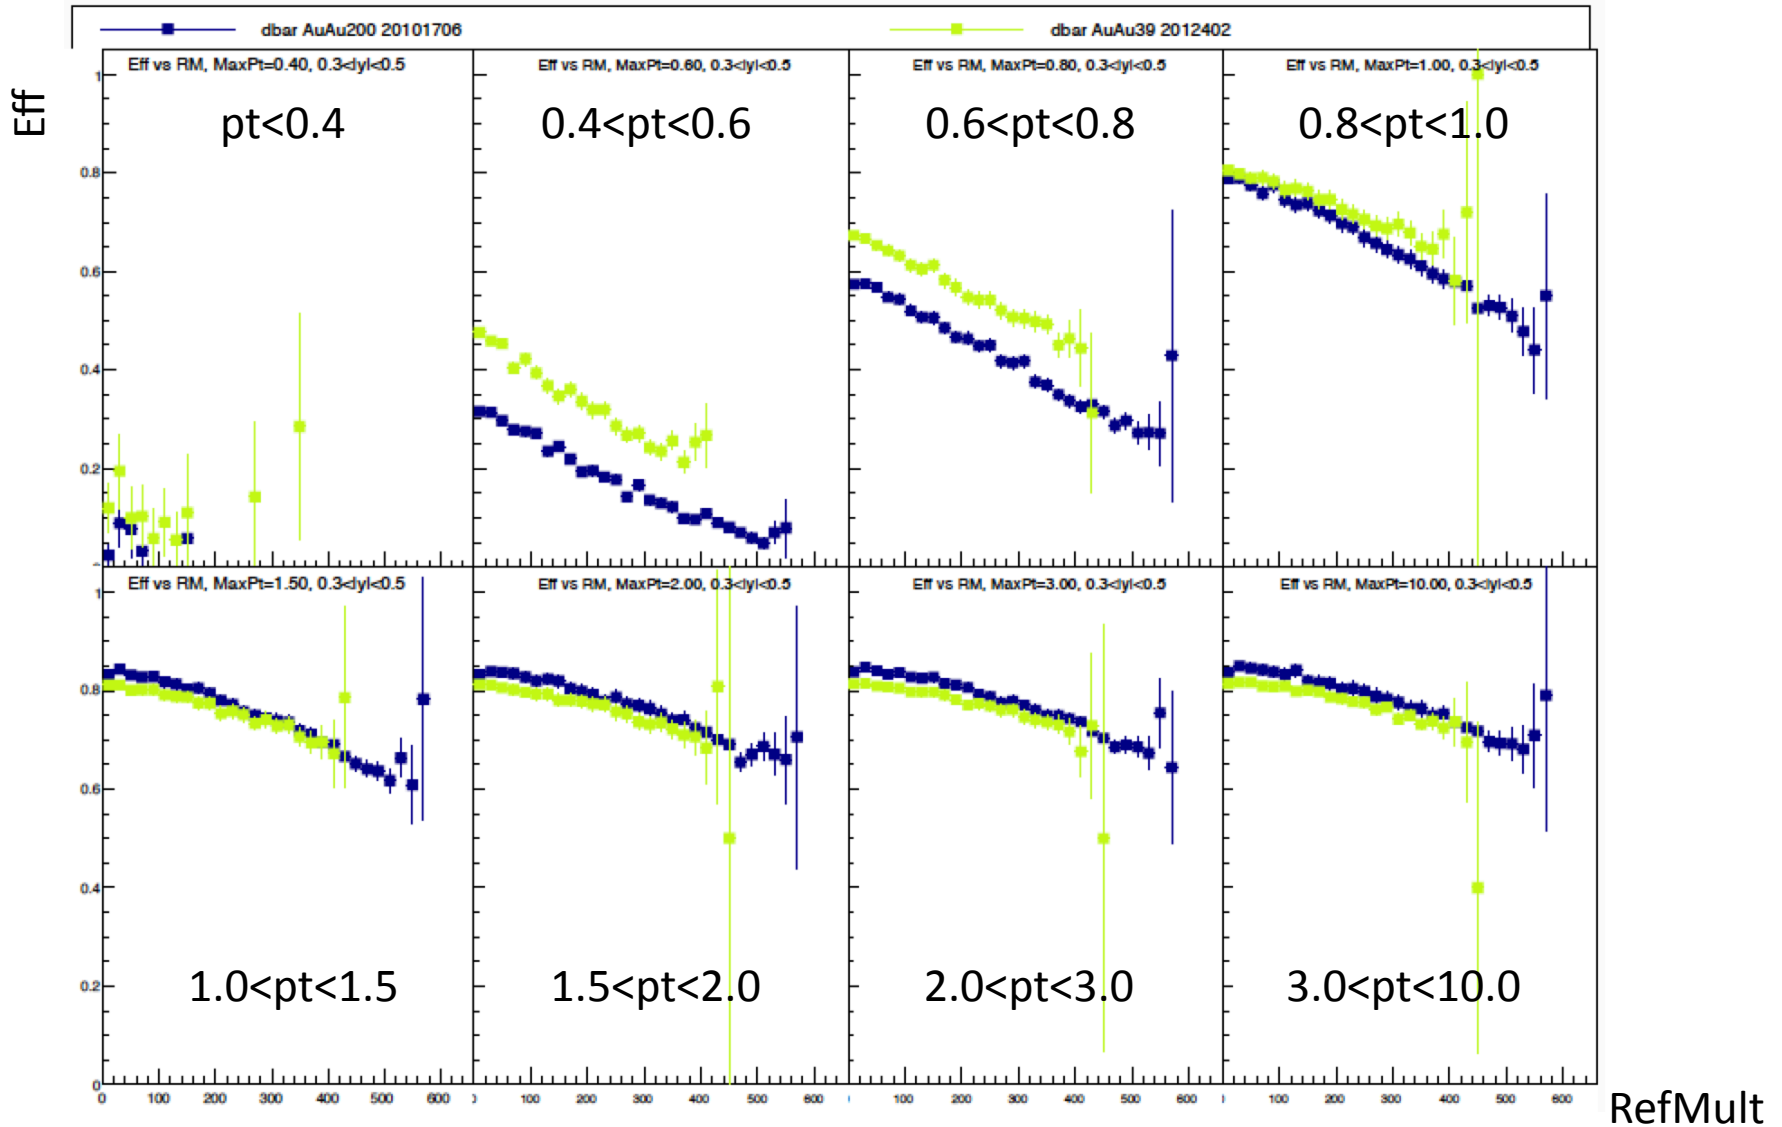 dbar AuAu200 20101706
dbar AuAu39 2012402
Eff
Eff vs RM, MaxPt=0.40, 0.3<|y|<0.5
pt<0.4
Eff vs RM, MaxPt=0.60, 0.3<|y|<0.5
0.4<pt<0.6
Eff vs RM, MaxPt=0.80, 0.3<|y|<0.5
0.6<pt<0.8
Eff vs RM, MaxPt=1.00, 0.3<|y|<0.5
0.8<pt<1.0
1
0.8
0.6
0.4
0.2
Eff vs RM, MaxPt=1.50, 0.3<|y|<0.5
1.0<pt<1.5
Eff vs RM, MaxPt=2.00, 0.3<|y|<0.5
1.5<pt<2.0
Eff vs RM, MaxPt=3.00, 0.3<|y|<0.5
2.0<pt<3.0
Eff vs RM, MaxPt=10.00, 0.3<|y|<0.5
3.0<pt<10.0
1
0.8
0.6
0.4
0.2
0
0 100 200 300 400 500 600
100 200 300 400 500 600
100 200 300 400 500 600
100 200 300 400 500 600
RefMult